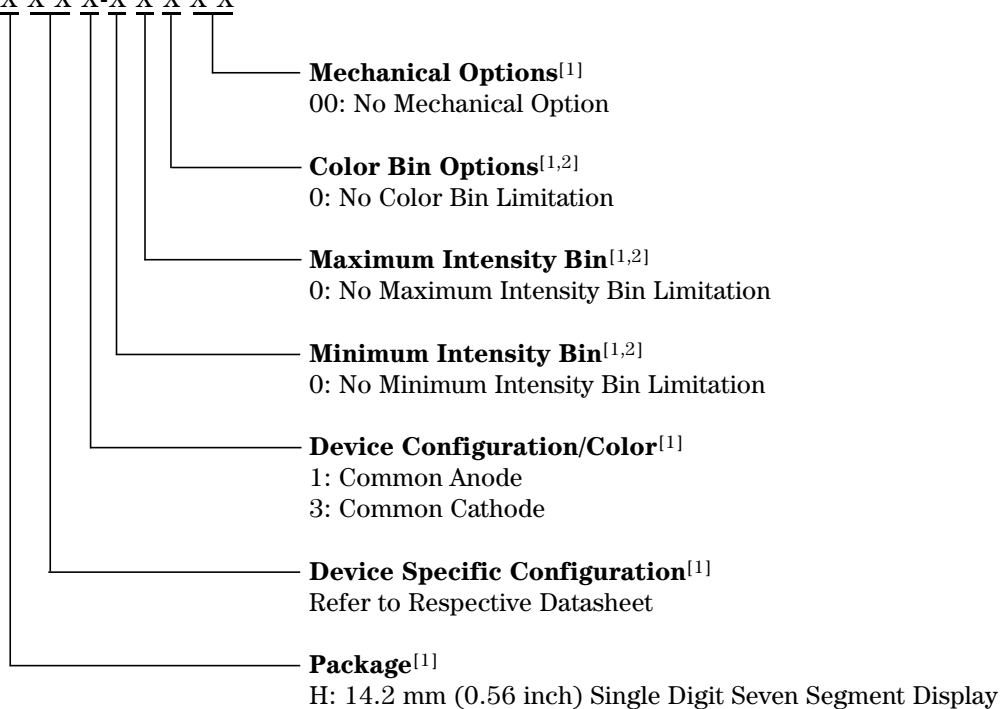 X X X X-X X X X X
Mechanical Options[1]
00: No Mechanical Option
Color Bin Options[1,2]
0: No Color Bin Limitation
Maximum Intensity Bin[1,2]
0: No Maximum Intensity Bin Limitation
Minimum Intensity Bin[1,2]
0: No Minimum Intensity Bin Limitation
Device Configuration/Color[1]
1: Common Anode
3: Common Cathode
Device Specific Configuration[1]
Refer to Respective Datasheet
Package[1]
H: 14.2 mm (0.56 inch) Single Digit Seven Segment Display